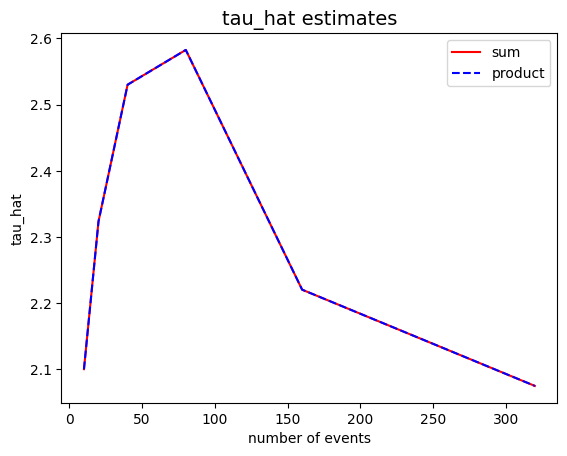 tau_hat estimates
sum
product
2.6
2.5
2.4
2.3
2.2
2.1
tau_hat
0
50
100
150
200
250
300
number of events